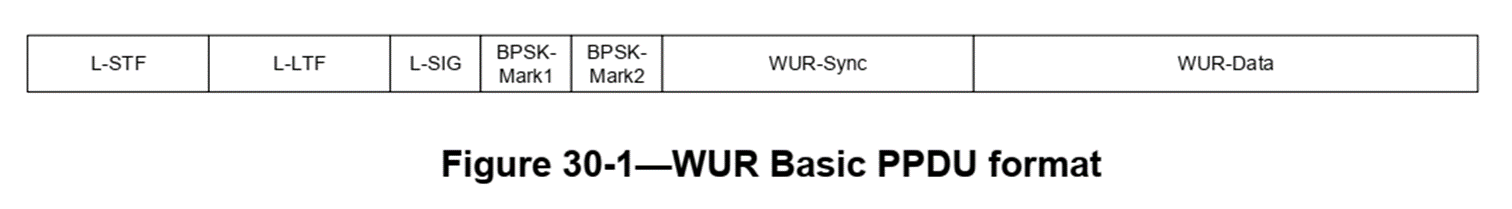 L-STF
L-LTF
L-SIG
BPSK-
Mark1
BPSK-
Mark2
WUR-Sync
WUR-Data
Figure 30-1—WUR Basic PPDU format